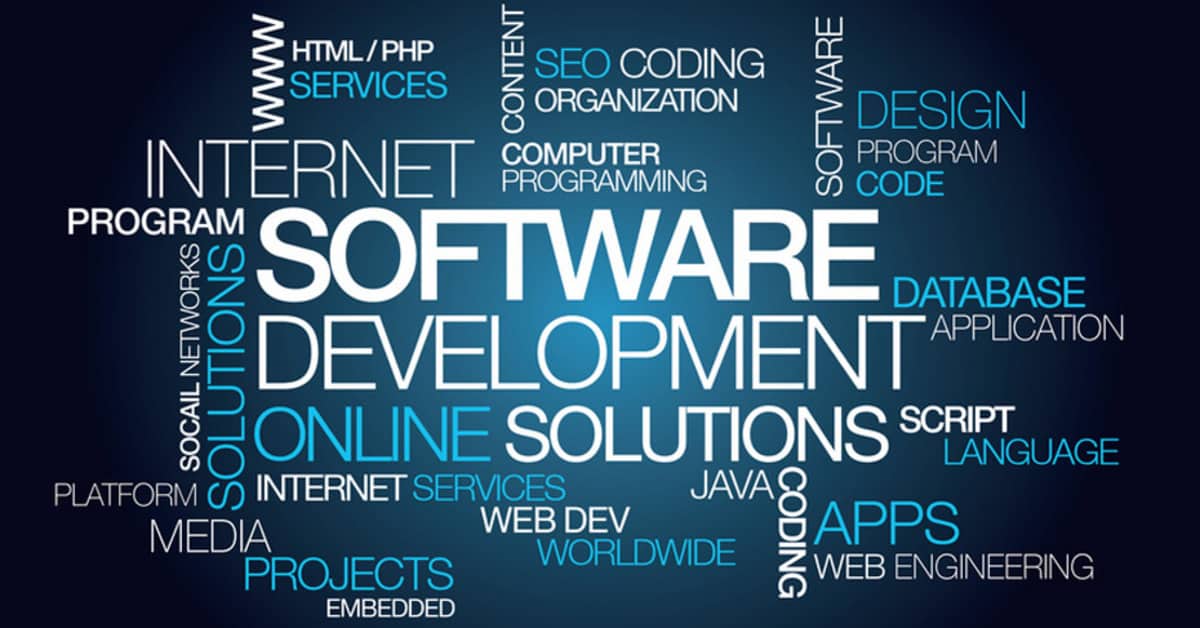 WWW
HTML / PHP
SERVICES
CONTENT
SEO CODING
ORGANIZATION
SOFTWARE
DESIGN
PROGRAM
CODE
INTERNET
COMPUTER
PROGRAMMING
PROGRAM
SOFTWARE
SOCAIL NETWORKS
SOLUTIONS
DATABASE
APPLICATION
DEVELOPMENT
ONLINE SOLUTIONS
SCRIPT
LANGUAGE
PLATFORM
INTERNET SERVICES
JAVA
CODING
MEDIA
WEB DEV
WORLDWIDE
APPS
WEB ENGINEERING
PROJECTS
EMBEDDED